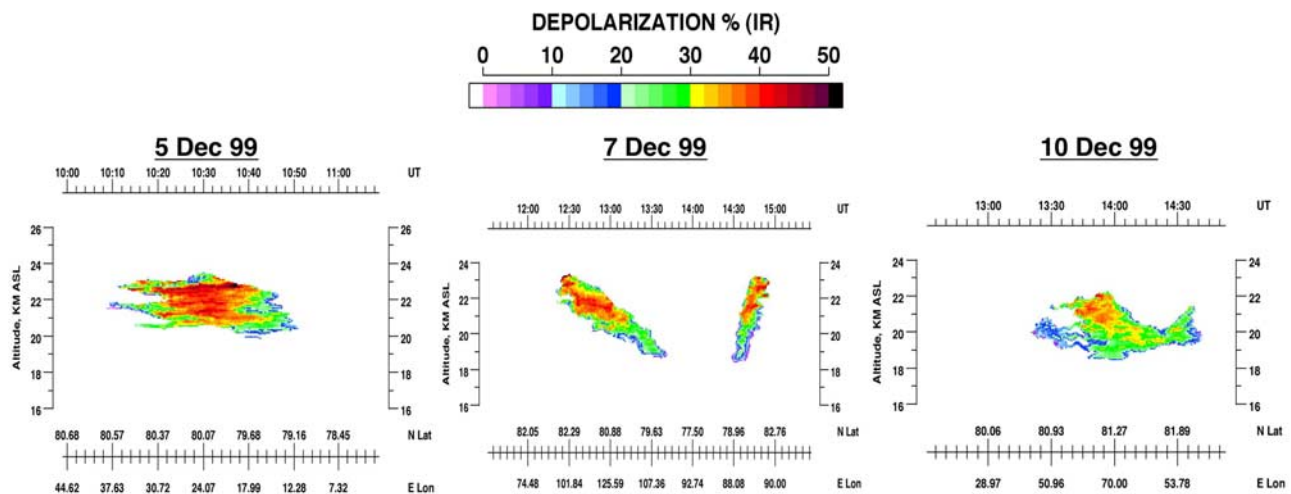 DEPOLARIZATION % (IR)
0 10 20 30 40 50
5 Dec 99
10:00 10:10 10:20 10:30 10:40 10:50 11:00 UT
Altitude, KM ASL
26 26
24 24
22 22
20 20
18 18
16 16
80.68 80.57 80.37 80.07 79.68 79.16 78.45 N Lat
44.62 37.63 30.72 24.07 17.99 12.28 7.32 E Lon
7 Dec 99
12:00 12:30 13:00 13:30 14:00 14:30 15:00 UT
Altitude, KM ASL
24 24
22 22
20 20
18 18
16 16
82.05 82.29 80.88 79.63 77.50 78.96 82.76 N Lat
74.48 101.84 125.59 107.36 92.74 88.08 90.00 E Lon
10 Dec 99
13:00 13:30 14:00 14:30 UT
Altitude, KM ASL
24 24
22 22
20 20
18 18
16 16
80.06 80.93 81.27 81.89 N Lat
28.97 50.96 70.00 53.78 E Lon